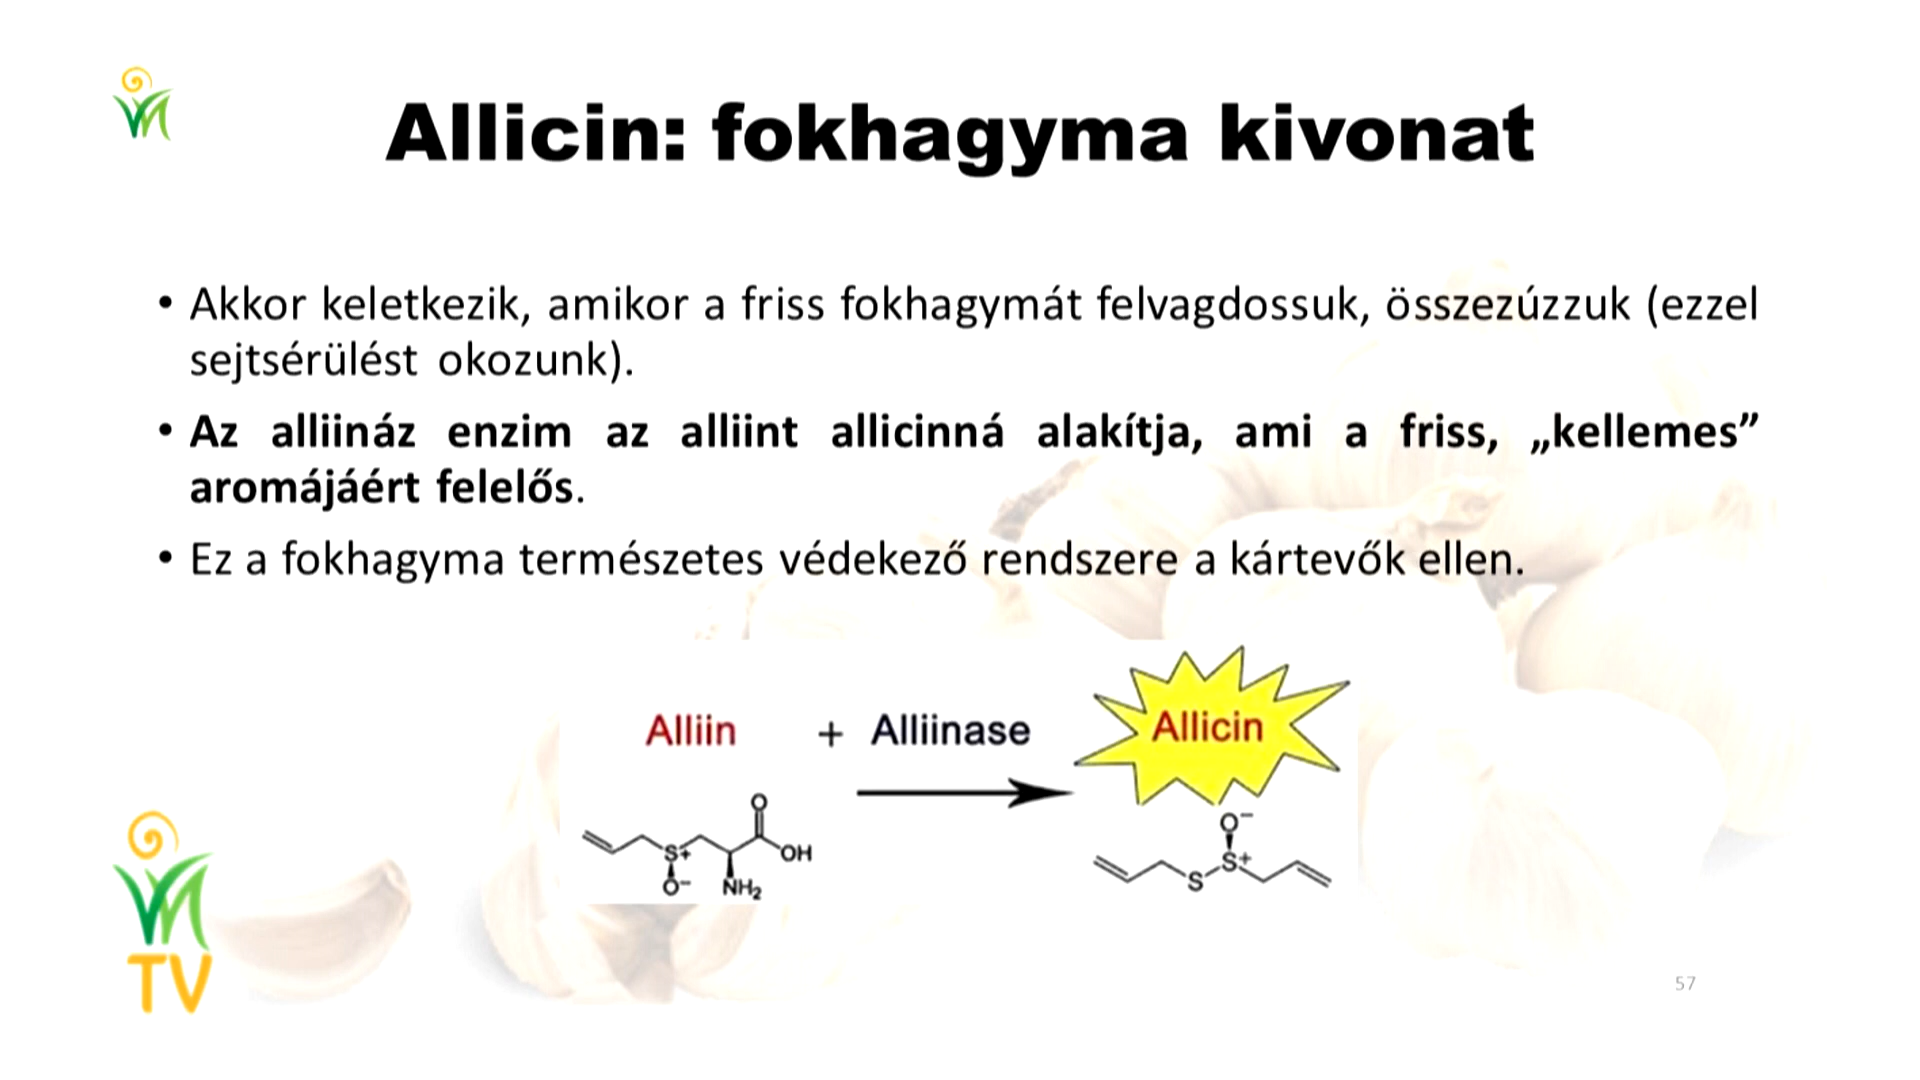 Allicin: fokhagyma kivonat
• Akkor keletkezik, amikor a friss fokhagymát felvagdossuk, összezúzzuk (ezzel
sejtsérülést okozunk).
• Az alliináz enzim az alliint allicinná alakítja, ami a friss, „kellemes”
aromájáért felelős.
• Ez a fokhagyma természetes védekező rendszere a kártevők ellen.
Alliin + Alliinase Allicin
O
S+ OH
O- NH2
O-
S+
S
TV
57